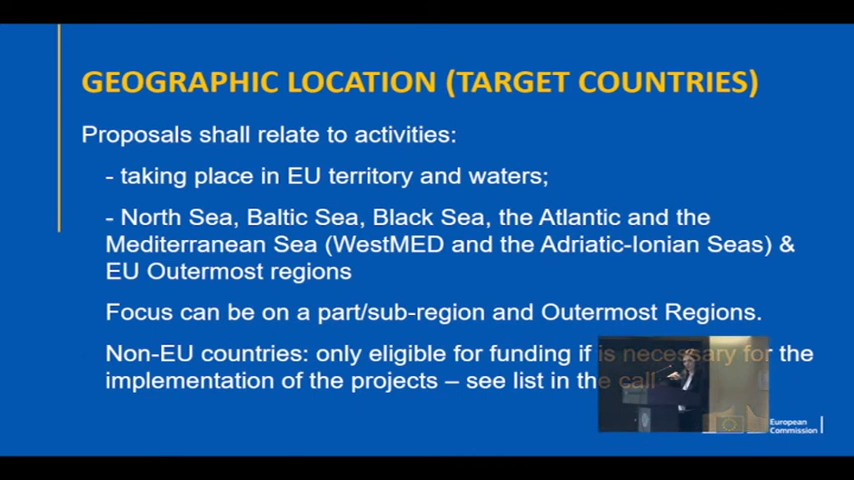 GEOGRAPHIC LOCATION (TARGET COUNTRIES)
Proposals shall relate to activities:
- taking place in EU territory and waters;
- North Sea, Baltic Sea, Black Sea, the Atlantic and the
Mediterranean Sea (WestMED and the Adriatic-Ionian Seas) &
EU Outermost regions
Focus can be on a part/sub-region and Outermost Regions.
Non-EU countries: only eligible for funding if is necessary for the
implementation of the projects – see list in the call
European
Commission